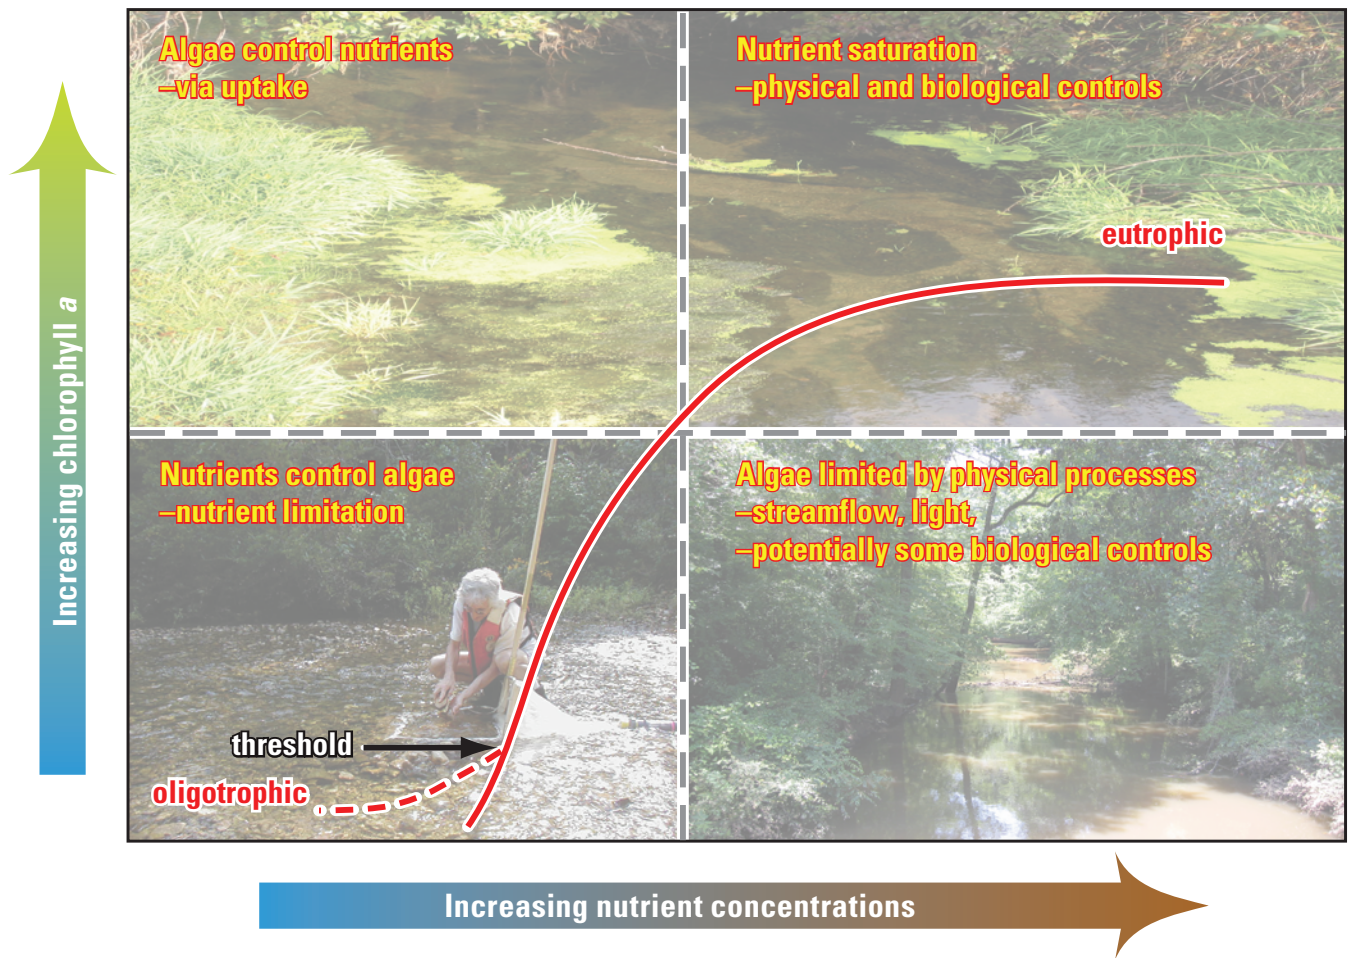 Algae control nutrients
–via uptake
Nutrient saturation
–physical and biological controls
eutrophic
Increasing chlorophyll a
Nutrients control algae
–nutrient limitation
Algae limited by physical processes
–streamflow, light,
–potentially some biological controls
threshold
oligotrophic
Increasing nutrient concentrations